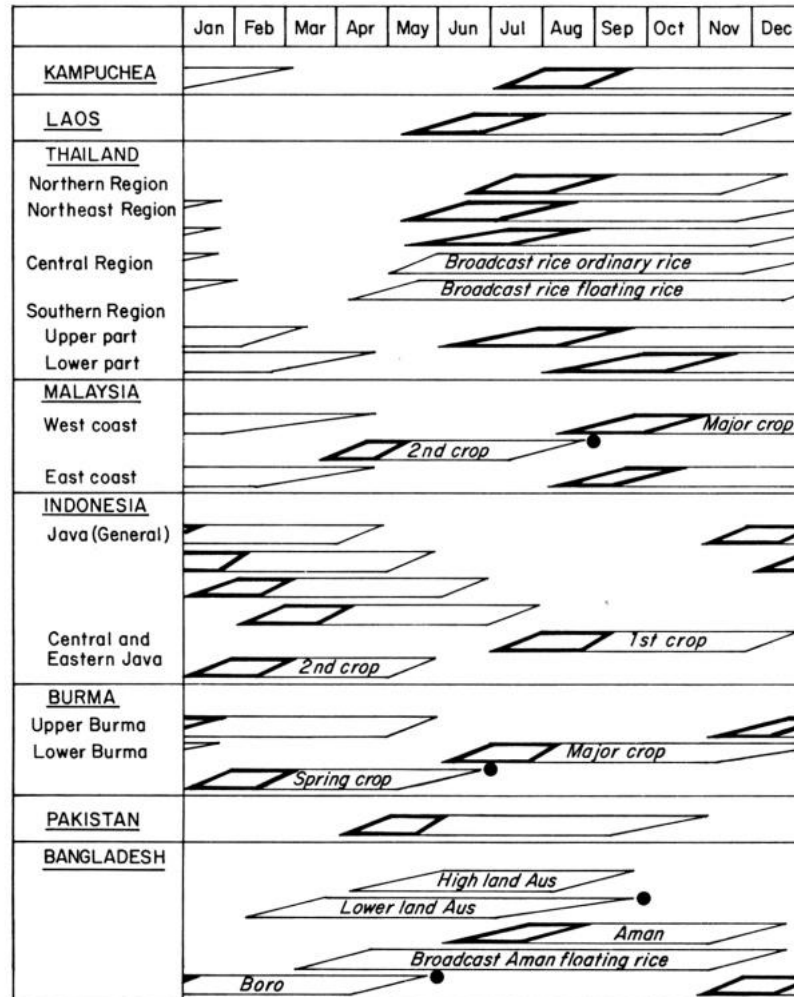 Jan Feb Mar Apr May Jun Jul Aug Sep Oct Nov Dec
KAMPUCHEA
LAOS
THAILAND
Northern Region
Northeast Region
Central Region
Broadcast rice ordinary rice
Broadcast rice floating rice
Southern Region
Upper part
Lower part
MALAYSIA
West coast
Major crop
2nd crop
East coast
INDONESIA
Java (General)
Central and
Eastern Java
1st crop
2nd crop
BURMA
Upper Burma
Lower Burma
Major crop
Spring crop
PAKISTAN
BANGLADESH
High land Aus
Lower land Aus
Aman
Broadcast Aman floating rice
Boro